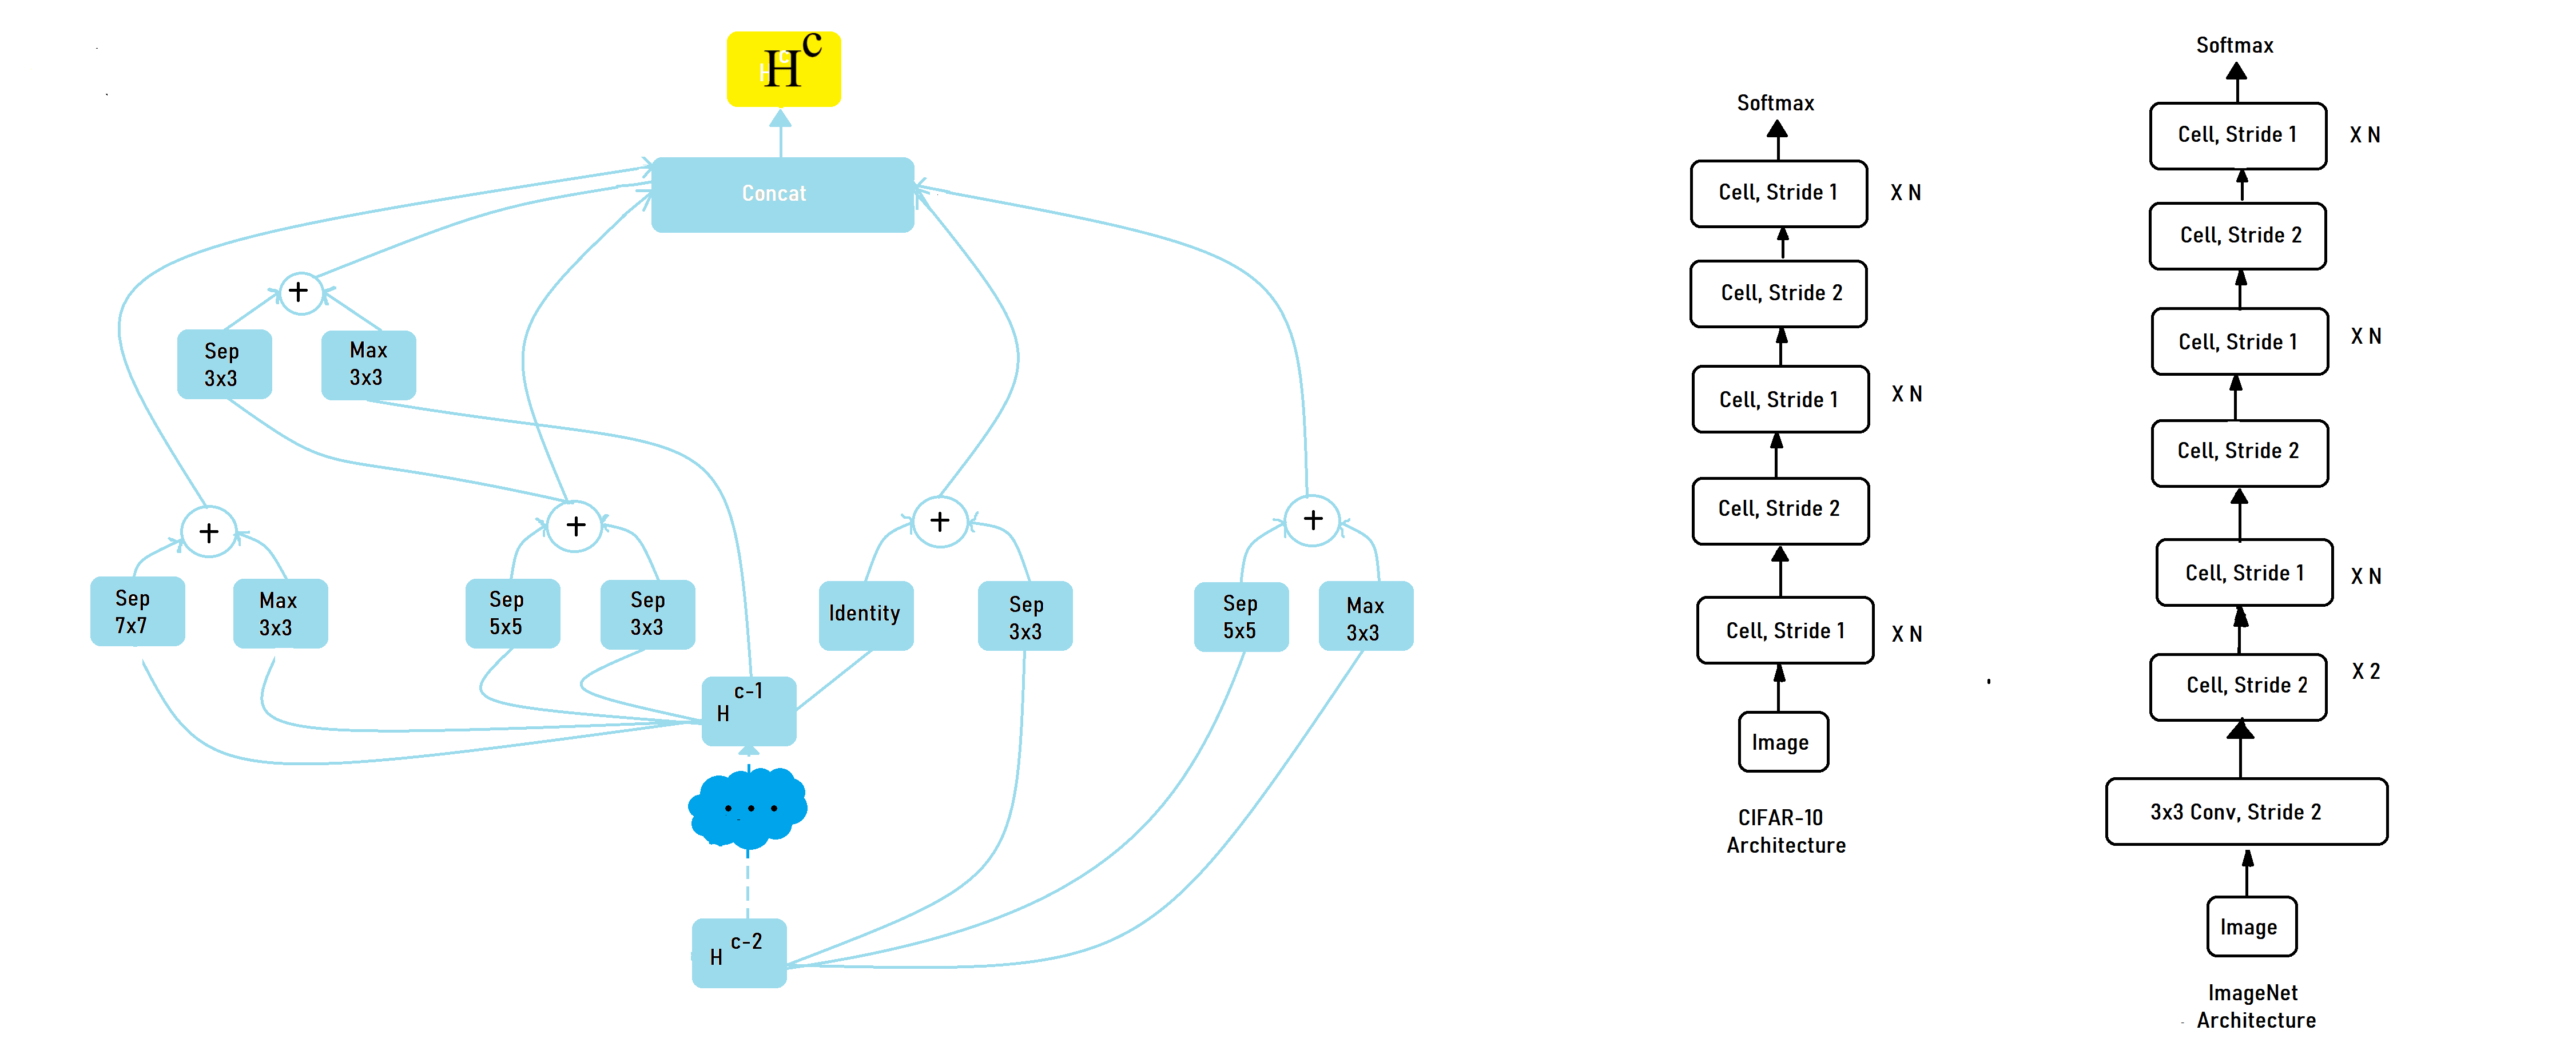 H^c
Concat
+
Sep
3x3
Max
3x3
+
+
+
+
Sep
7x7
Max
3x3
Sep
5x5
Sep
3x3
Identity
Sep
3x3
Sep
5x5
Max
3x3
H^c-1
...
H^c-2
Softmax
Cell, Stride 1 X N
Cell, Stride 2
Cell, Stride 1 X N
Cell, Stride 2
Cell, Stride 1 X N
Image
CIFAR-10
Architecture
Softmax
Cell, Stride 1 X N
Cell, Stride 2
Cell, Stride 1 X N
Cell, Stride 2
Cell, Stride 1 X N
Cell, Stride 2 X 2
3x3 Conv, Stride 2
Image
ImageNet
Architecture